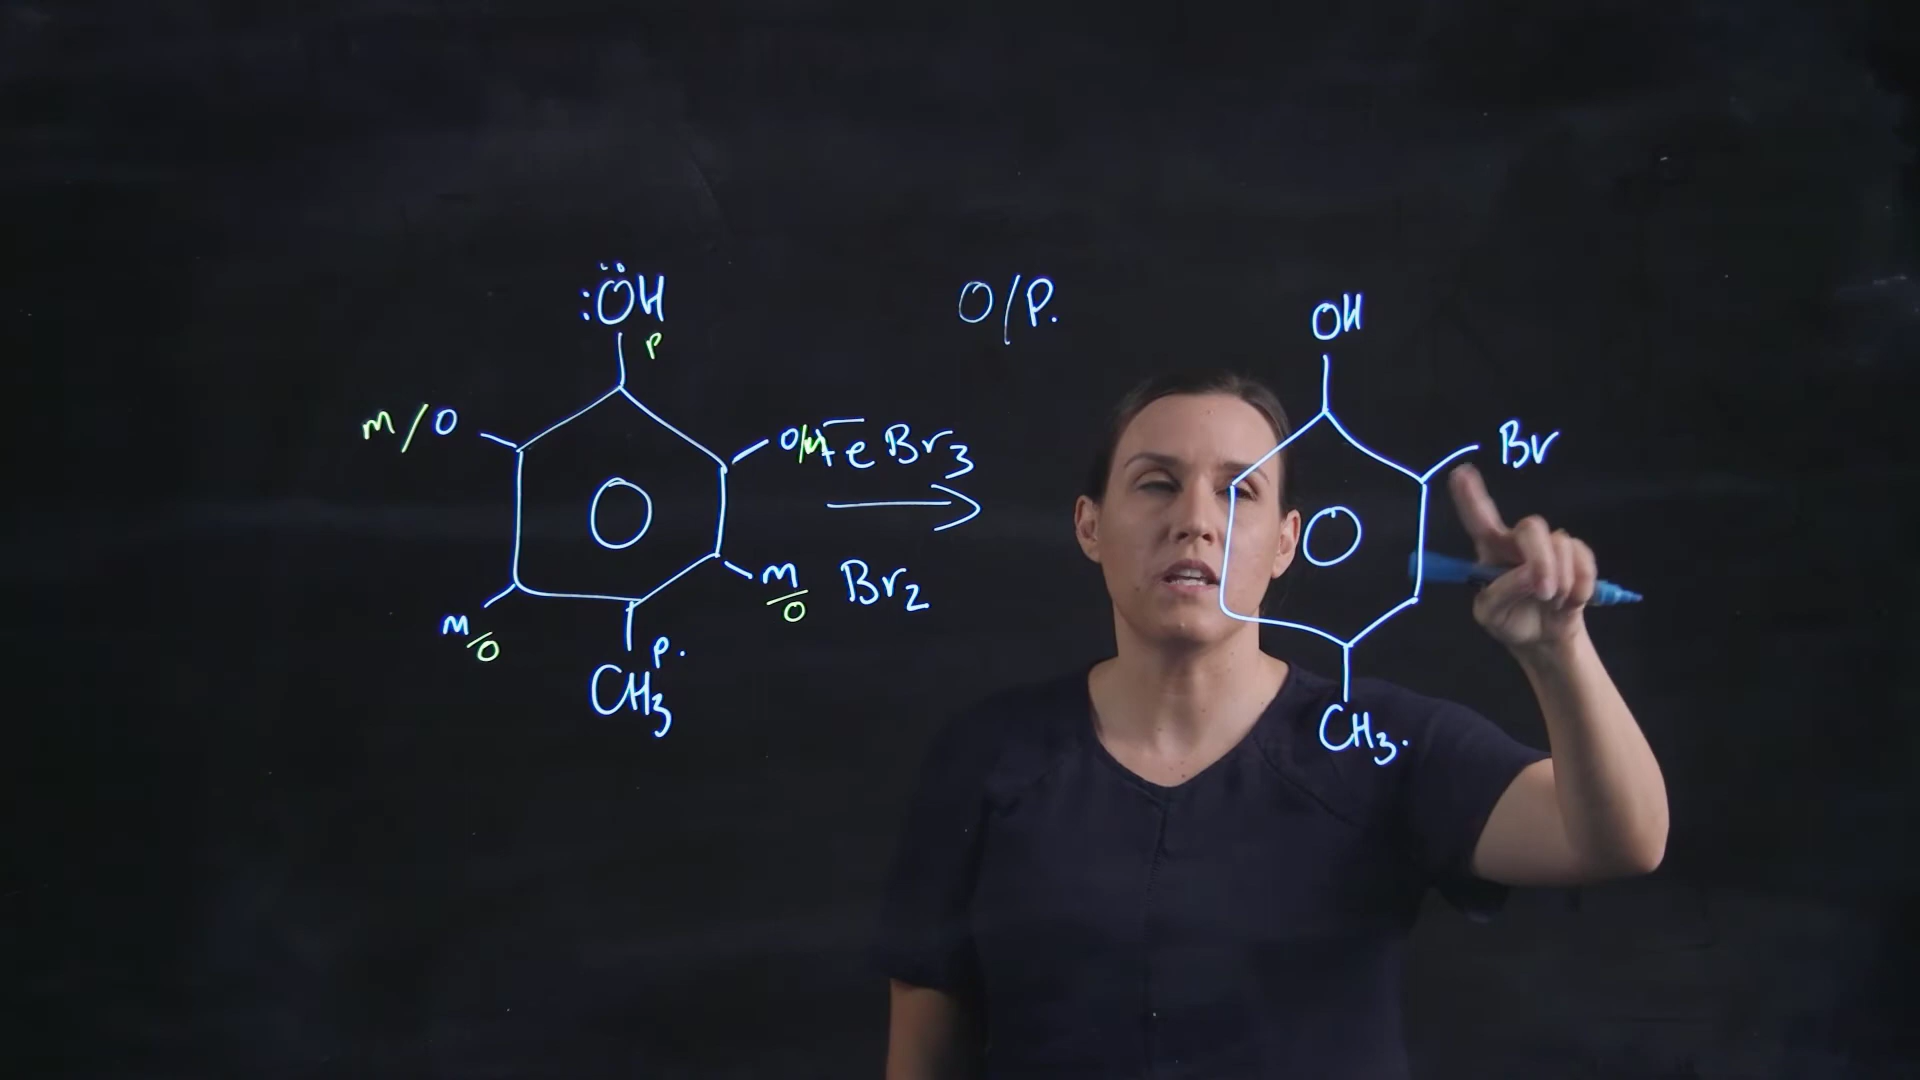 :ÖH
P
O/P.
OH
m/O
O/m
FeBr3
Br
m/O
Br2
m/O
P.
CH3
CH3.